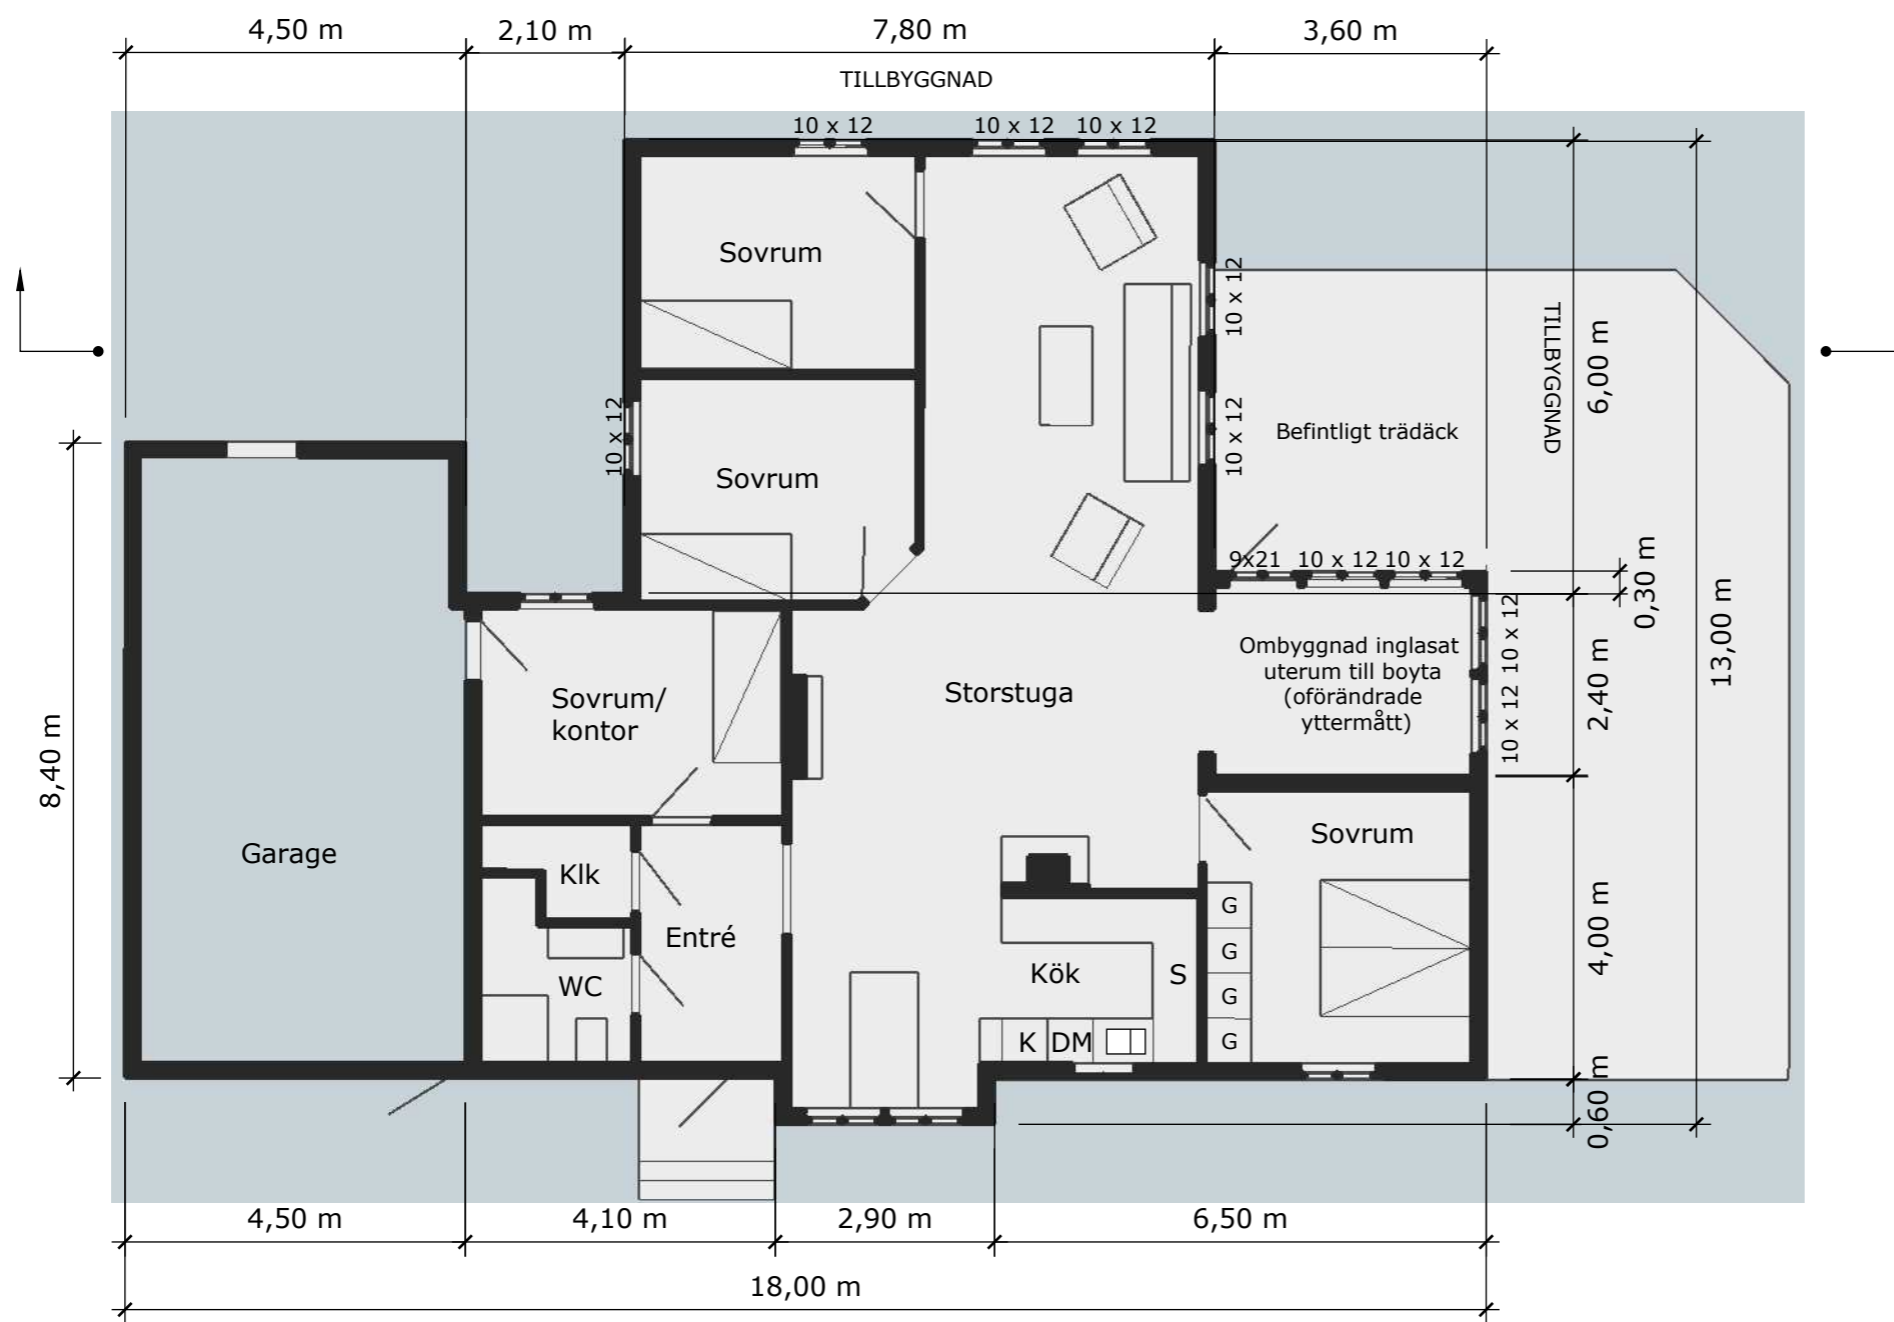 4,50 m
2,10 m
7,80 m
3,60 m
TILLBYGGNAD
10 x 12
10 x 12
10 x 12
Sovrum
10 x 12
10 x 12
TILLBYGGNAD
6,00 m
10 x 12
Sovrum
Befintligt trädäck
9x21
10 x 12
10 x 12
0,30 m
13,00 m
Sovrum/
kontor
Storstuga
Ombyggnad inglasat
uterum till boyta
(oförändrade
yttermått)
10 x 12
10 x 12
2,40 m
8,40 m
Garage
Klk
Entré
WC
Sovrum
G
G
G
G
Kök
S
K
DM
4,00 m
0,60 m
4,50 m
4,10 m
2,90 m
6,50 m
18,00 m